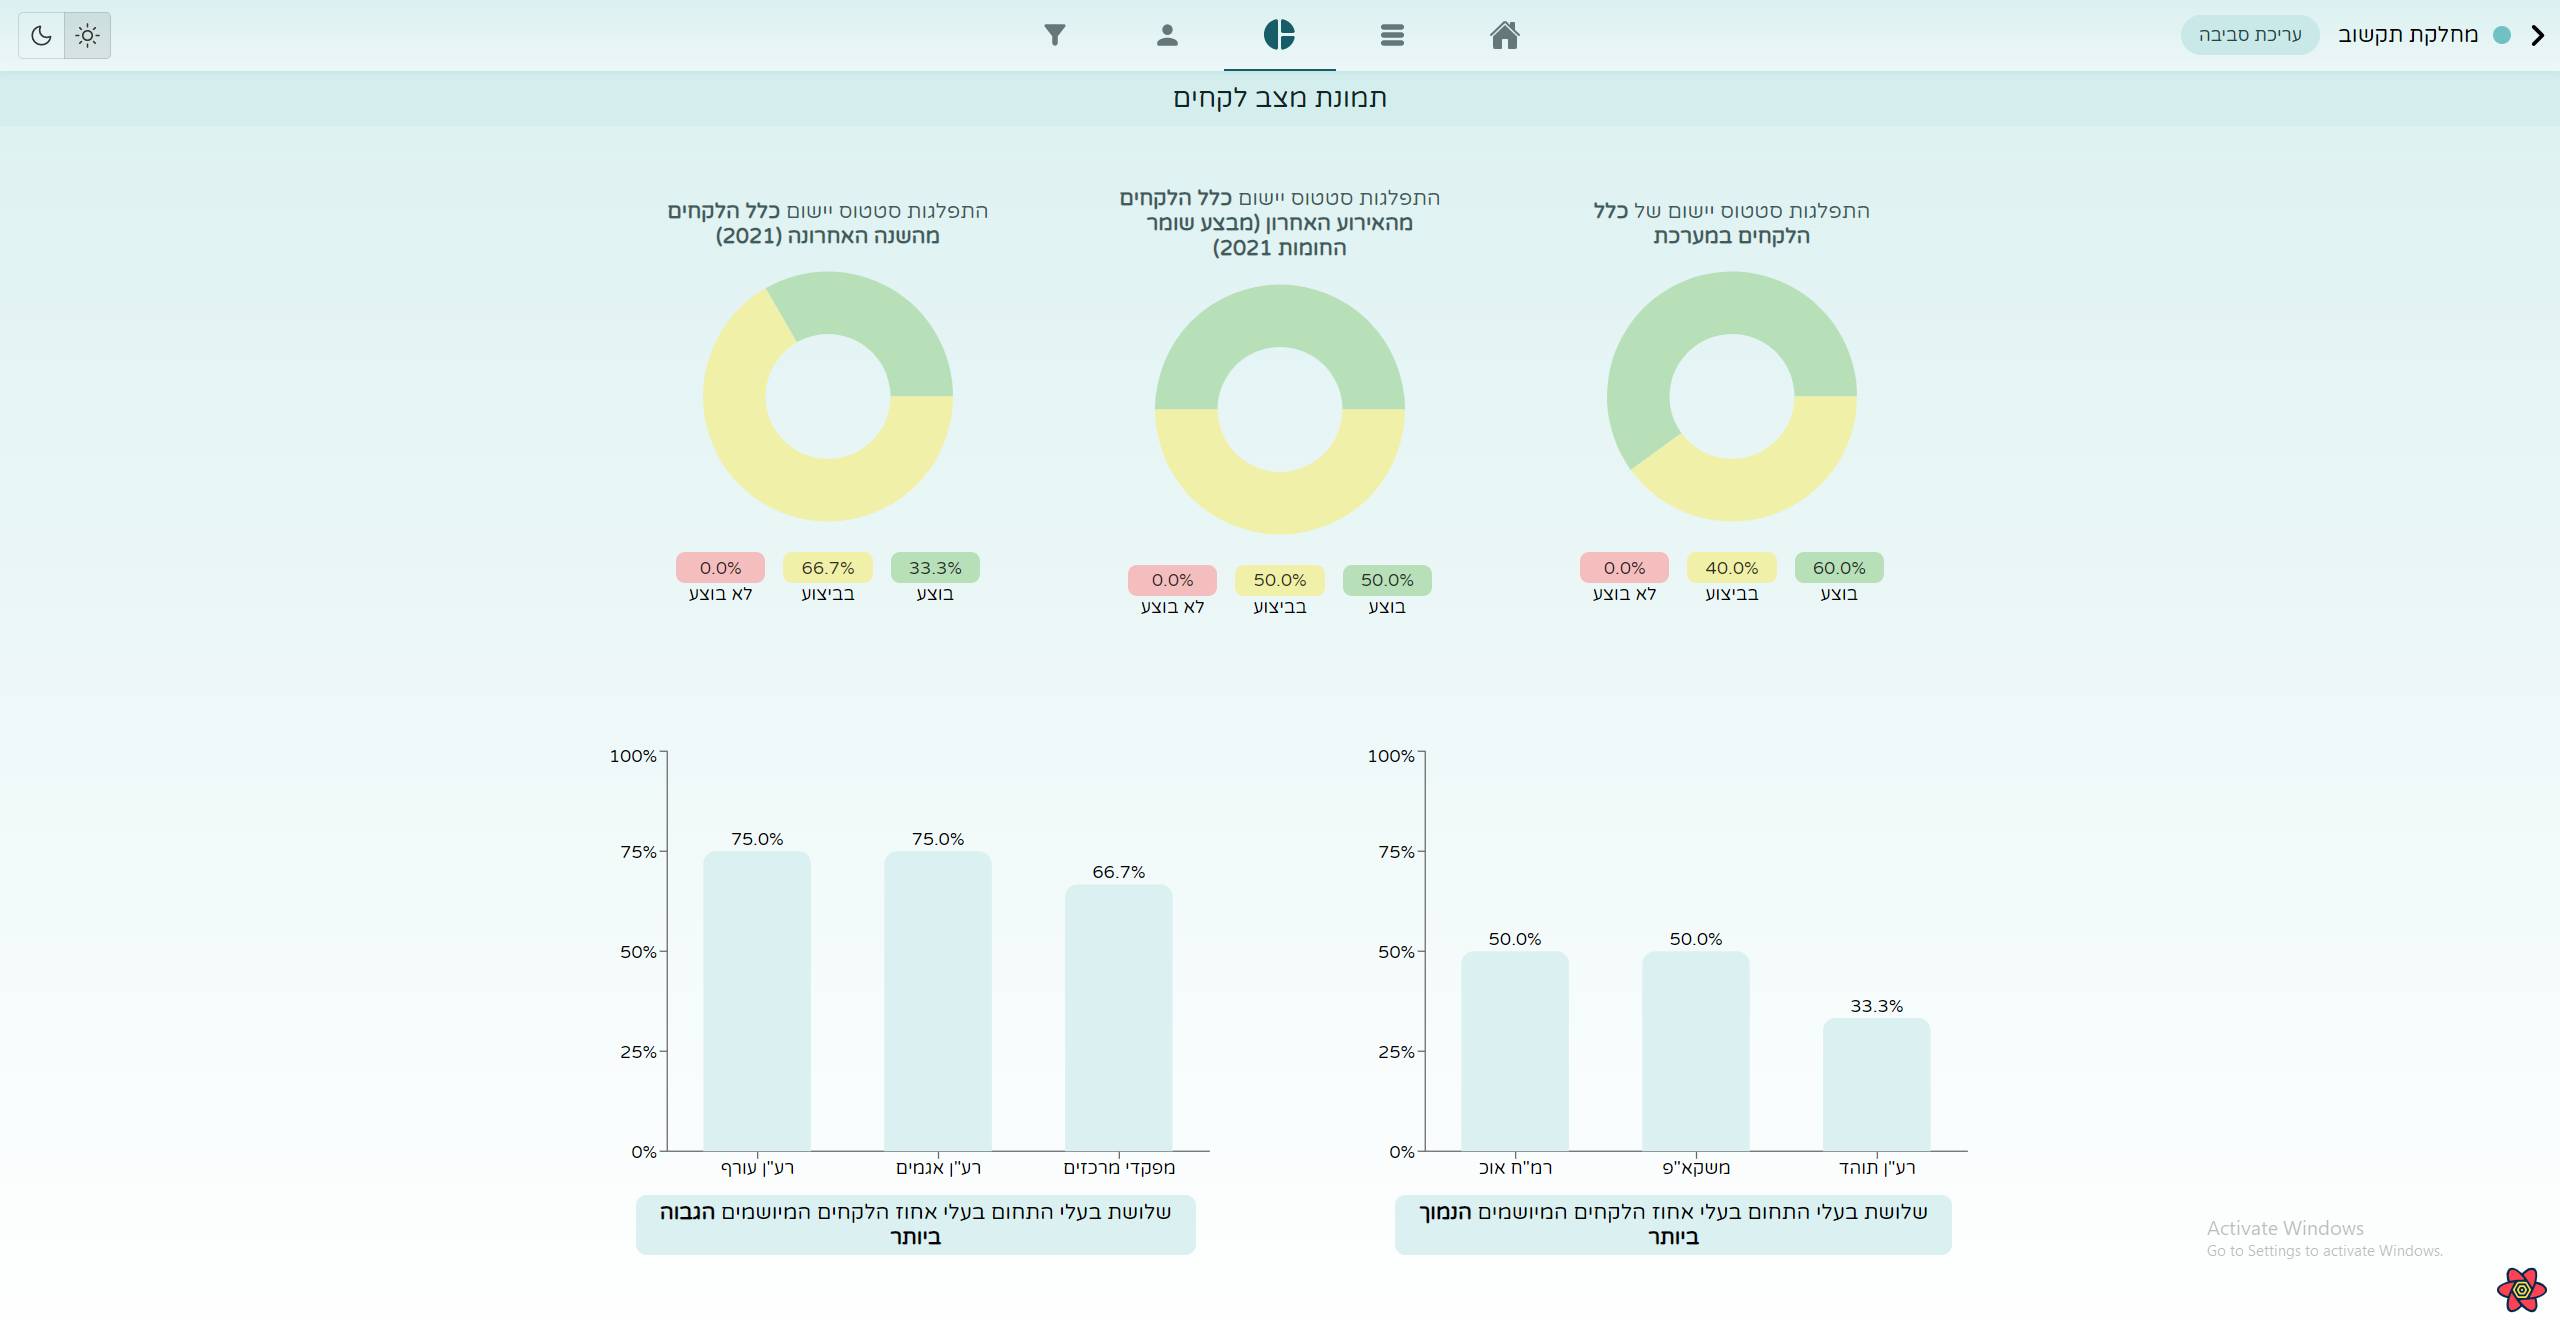 מחלקת תקשוב
עריכת סביבה
תמונת מצב לקחים
התפלגות סטטוס יישום של כלל
הלקחים במערכת
60.0%
40.0%
0.0%
בוצע
בביצוע
לא בוצע
התפלגות סטטוס יישום כלל הלקחים
מהאירוע האחרון (מבצע שומר
החומות 2021)
50.0%
50.0%
0.0%
בוצע
בביצוע
לא בוצע
התפלגות סטטוס יישום כלל הלקחים
מהשנה האחרונה (2021)
33.3%
66.7%
0.0%
בוצע
בביצוע
לא בוצע
100%
75%
50%
25%
0%
50.0%
50.0%
33.3%
רמ"ח אוכ
משקא"פ
רע"ן תוהד
שלושת בעלי התחום בעלי אחוז הלקחים המיושמים הנמוך
ביותר
100%
75%
50%
25%
0%
75.0%
75.0%
66.7%
רע"ן עורף
רע"ן אגמים
מפקדי מרכזים
שלושת בעלי התחום בעלי אחוז הלקחים המיושמים הגבוה
ביותר
Activate Windows
Go to Settings to activate Windows.